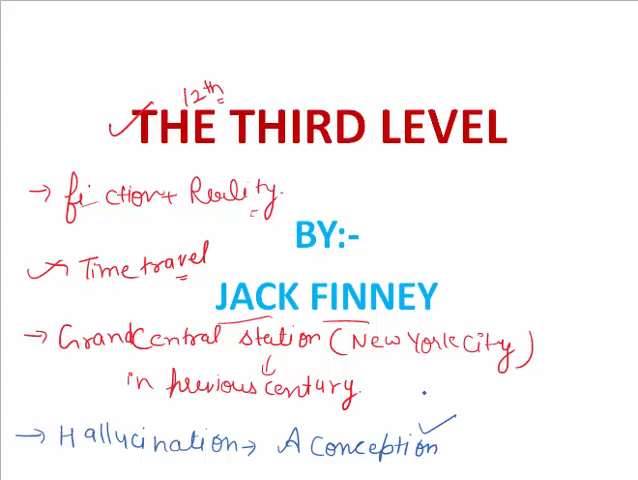 12th
THE THIRD LEVEL
→ fiction + Reality.
BY:-
→ Time travel
JACK FINNEY
→ Grand Central station (New York City)
↓
in previous century.
→ Hallucination → A conception